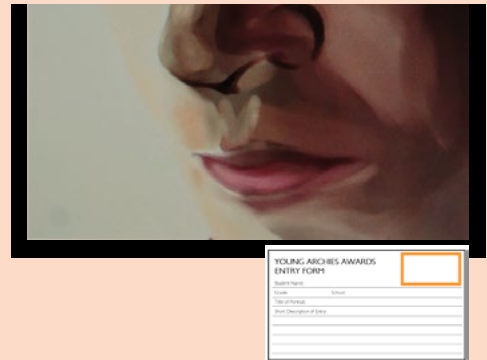 YOUNG ARCHIES AWARDS
ENTRY FORM
Student Name
Grade School
Title of Portrait
Short Description of Entry